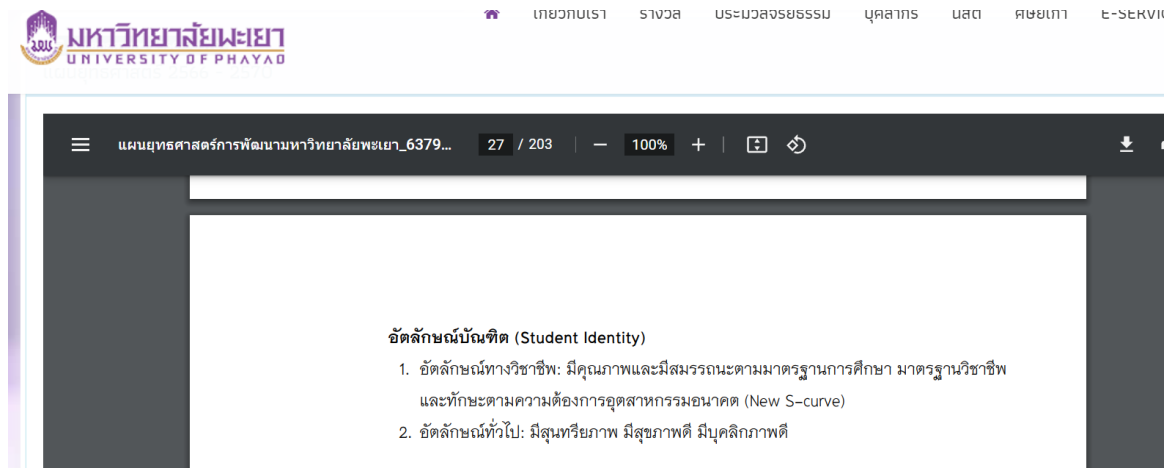 เกี่ยวกับเรา รางวัล ประมวลจริยธรรม บุคลากร นิสิต ศิษย์เก่า
มหาวิทยาลัยพะเยา
UNIVERSITY OF PHAYAO
แผนยุทธศาสตร์การพัฒนามหาวิทยาลัยพะเยา_6379... 27 / 203 100%
อัตลักษณ์บัณฑิต (Student Identity)
1. อัตลักษณ์ทางวิชาชีพ: มีคุณภาพและมีสมรรถนะตามมาตรฐานการศึกษา มาตรฐานวิชาชีพ
และทักษะตามความต้องการอุตสาหกรรมอนาคต (New S-curve)
2. อัตลักษณ์ทั่วไป: มีสุนทรียภาพ มีสุขภาพดี มีบุคลิกภาพดี